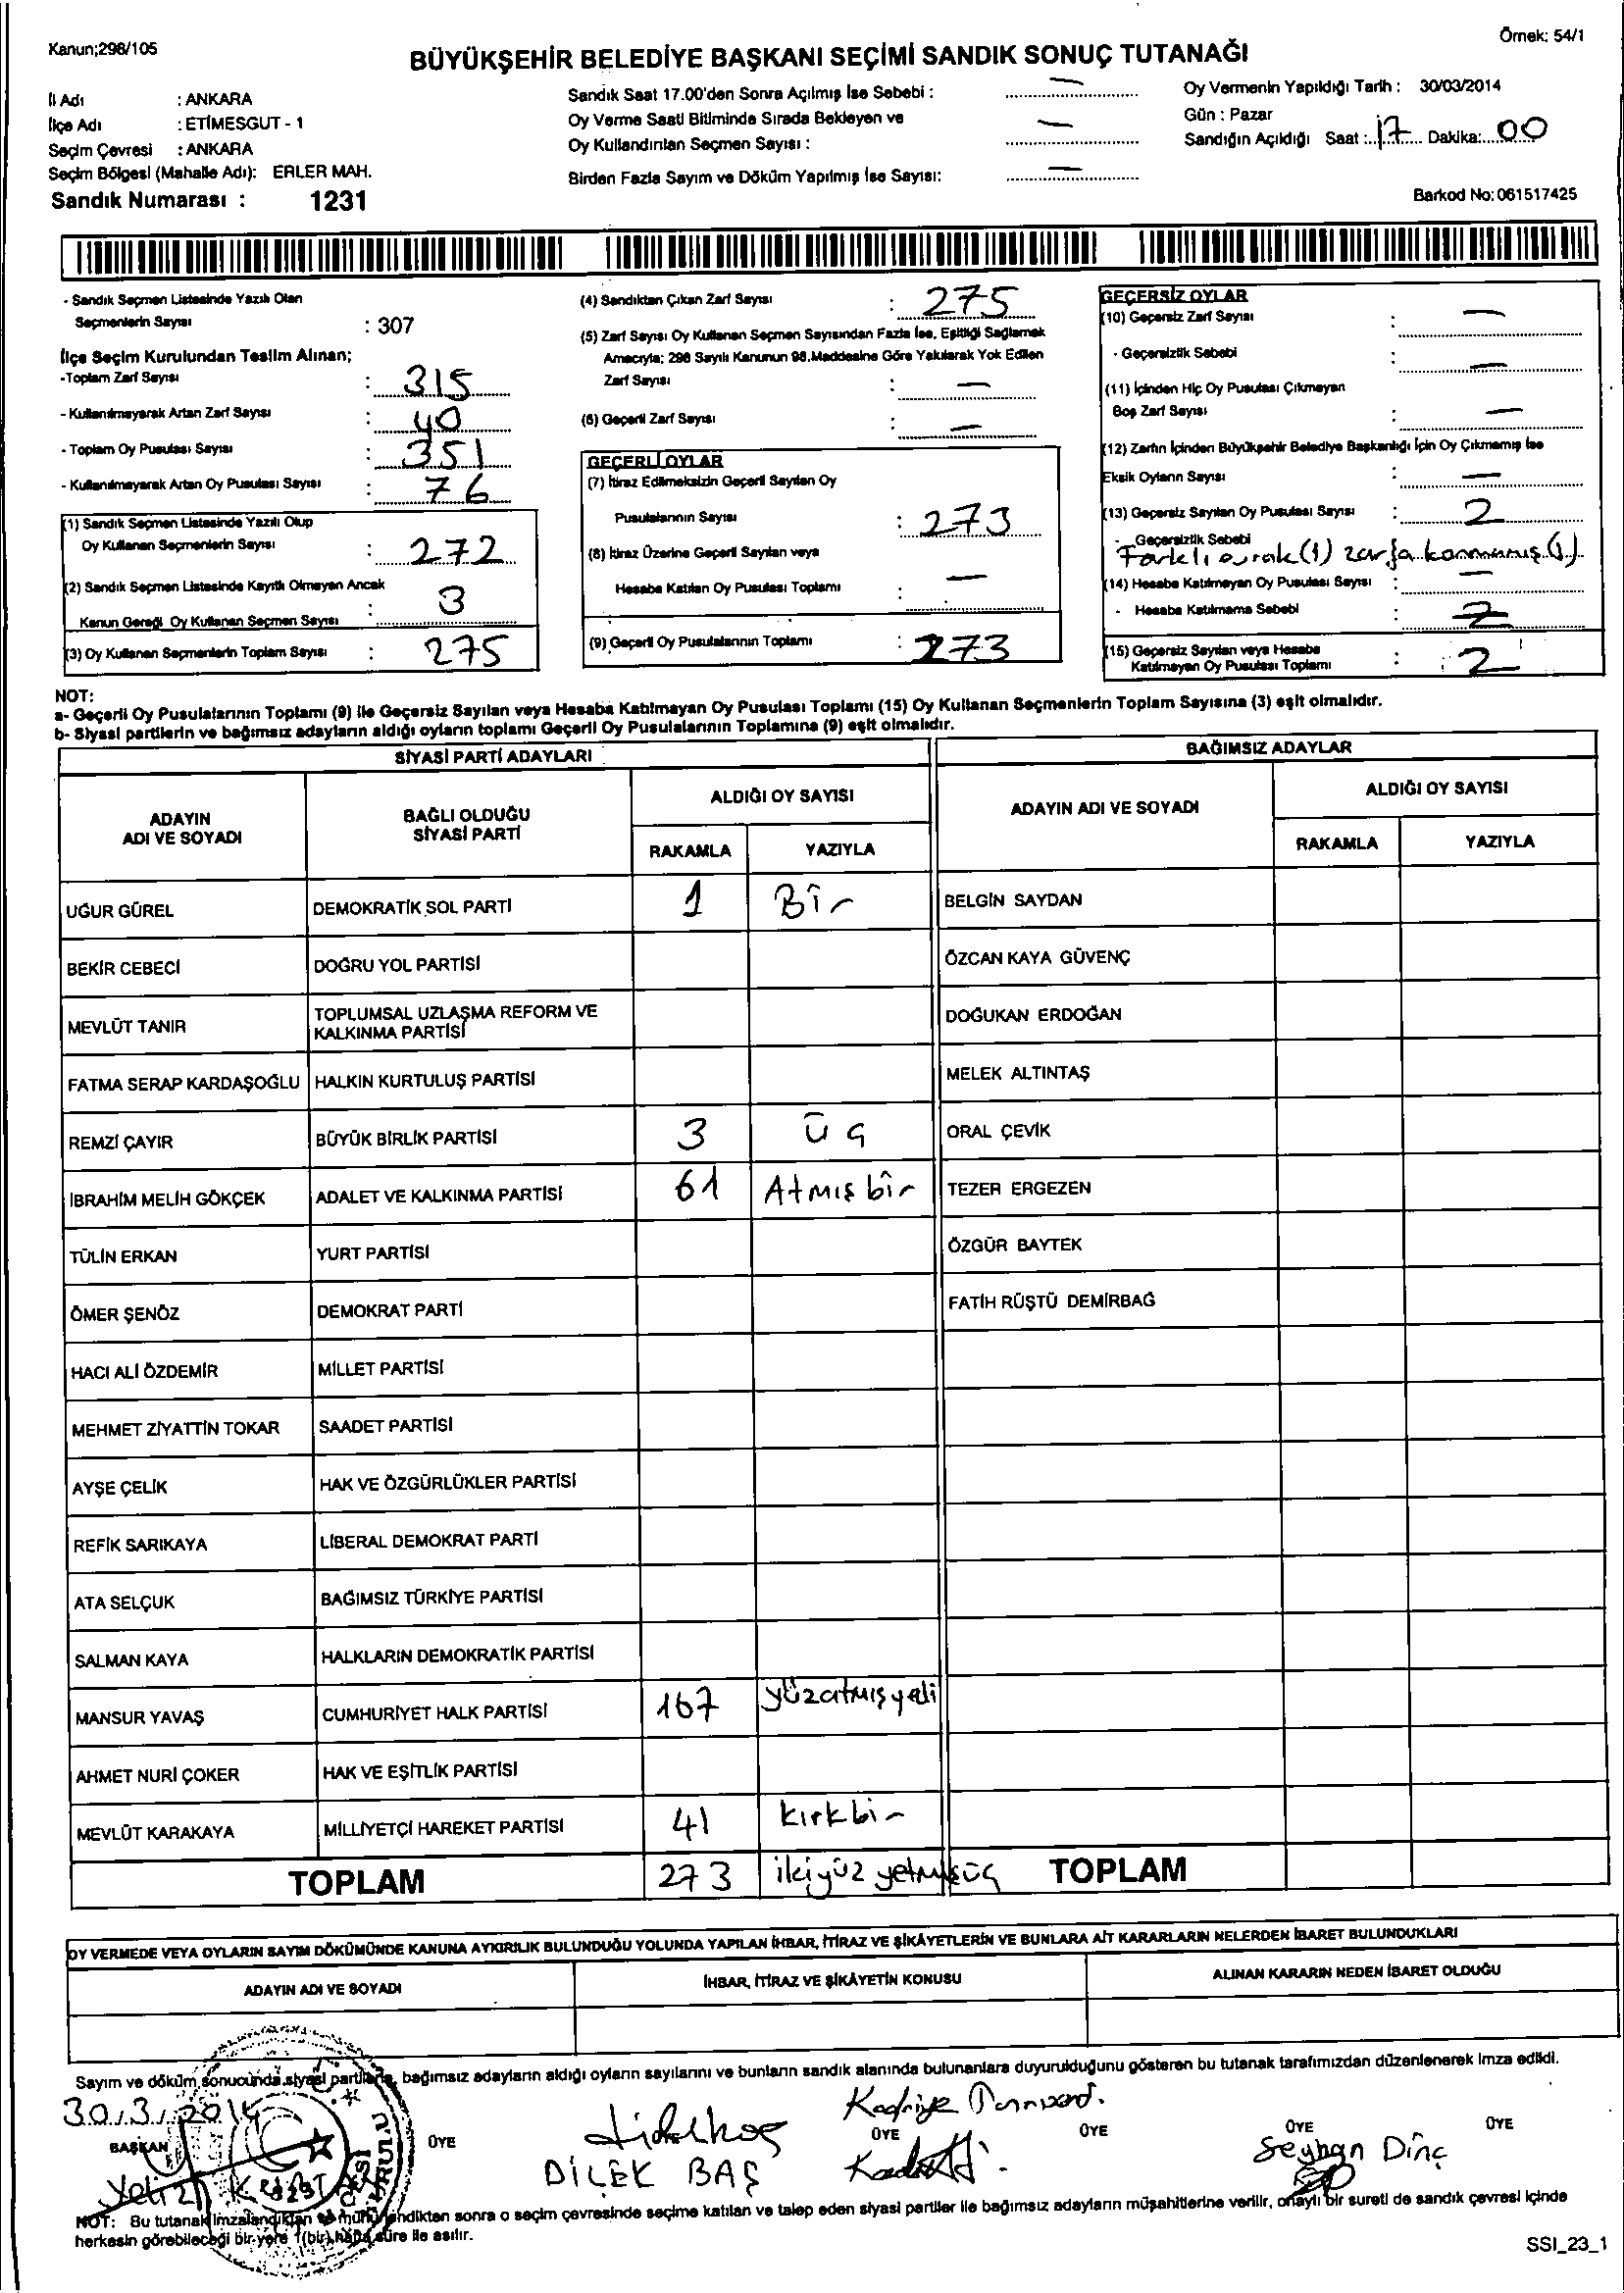 Kanun;298/105
Örnek: 54/1
BÜYÜKŞEHİR BELEDİYE BAŞKANI SEÇİMİ SANDIK SONUÇ TUTANAĞI
İl Adı : ANKARA
İlçe Adı : ETİMESGUT - 1
Seçim Çevresi : ANKARA
Seçim Bölgesi (Mahalle Adı): ERLER MAH.
Sandık Numarası : 1231
Sandık Saat 17.00'den Sonra Açılmış İse Sebebi : —
Oy Verme Saati Bitiminde Sırada Bekleyen ve —
Oy Kullandırılan Seçmen Sayısı :
Birden Fazla Sayım ve Döküm Yapılmış İse Sayısı: —
Oy Vermenin Yapıldığı Tarih : 30/03/2014
Gün : Pazar
Sandığın Açıldığı Saat : 17 Dakika: 00
Barkod No: 061517425
- Sandık Seçmen Listesinde Yazılı Olan
Seçmenlerin Sayısı : 307
İlçe Seçim Kurulundan Teslim Alınan;
-Toplam Zarf Sayısı : 315
- Kullanılmayarak Artan Zarf Sayısı : 40
- Toplam Oy Pusulası Sayısı : 351
- Kullanılmayarak Artan Oy Pusulası Sayısı : 76
(1) Sandık Seçmen Listesinde Yazılı Olup
Oy Kullanan Seçmenlerin Sayısı : 272
(2) Sandık Seçmen Listesinde Kayıtlı Olmayan Ancak
Kanun Gereği Oy Kullanan Seçmen Sayısı : 3
(3) Oy Kullanan Seçmenlerin Toplam Sayısı : 275
(4) Sandıktan Çıkan Zarf Sayısı : 275
(5) Zarf Sayısı Oy Kullanan Seçmen Sayısından Fazla İse, Eşitliği Sağlamak
Amacıyla; 298 Sayılı Kanunun 98.Maddesine Göre Yakılarak Yok Edilen
Zarf Sayısı : —
(6) Geçerli Zarf Sayısı : —
GEÇERLİ OYLAR
(7) İtiraz Edilmeksizin Geçerli Sayılan Oy
Pusulalarının Sayısı : 273
(8) İtiraz Üzerine Geçerli Sayılan veya
Hesaba Katılan Oy Pusulası Toplamı : —
(9) Geçerli Oy Pusulalarının Toplamı : 273
GEÇERSİZ OYLAR
(10) Geçersiz Zarf Sayısı : —
- Geçersizlik Sebebi : —
(11) İçinden Hiç Oy Pusulası Çıkmayan
Boş Zarf Sayısı : —
(12) Zarfın İçinden Büyükşehir Belediye Başkanlığı İçin Oy Çıkmamış İse
Eksik Oyların Sayısı : —
(13) Geçersiz Sayılan Oy Pusulası Sayısı : 2
- Geçersizlik Sebebi
Farklı evrak (1) zarfa konmamış (1)
(14) Hesaba Katılmayan Oy Pusulası Sayısı : —
- Hesaba Katılmama Sebebi : 2
(15) Geçersiz Sayılan veya Hesaba
Katılmayan Oy Pusulası Toplamı : 2
NOT:
a- Geçerli Oy Pusulalarının Toplamı (9) ile Geçersiz Sayılan veya Hesaba Katılmayan Oy Pusulası Toplamı (15) Oy Kullanan Seçmenlerin Toplam Sayısına (3) eşit olmalıdır.
b- Siyasi partilerin ve bağımsız adayların aldığı oyların toplamı Geçerli Oy Pusulalarının Toplamına (9) eşit olmalıdır.
SİYASİ PARTİ ADAYLARI
BAĞIMSIZ ADAYLAR
ADAYIN ADI VE SOYADI
BAĞLI OLDUĞU SİYASİ PARTİ
ALDIĞI OY SAYISI
RAKAMLA YAZIYLA
ADAYIN ADI VE SOYADI
ALDIĞI OY SAYISI
RAKAMLA YAZIYLA
UĞUR GÜREL DEMOKRATİK SOL PARTİ 1 Bir BELGİN SAYDAN
BEKİR CEBECİ DOĞRU YOL PARTİSİ ÖZCAN KAYA GÜVENÇ
MEVLÜT TANIR TOPLUMSAL UZLAŞMA REFORM VE KALKINMA PARTİSİ DOĞUKAN ERDOĞAN
FATMA SERAP KARDAŞOĞLU HALKIN KURTULUŞ PARTİSİ MELEK ALTINTAŞ
REMZİ ÇAYIR BÜYÜK BİRLİK PARTİSİ 3 Üç ORAL ÇEVİK
İBRAHİM MELİH GÖKÇEK ADALET VE KALKINMA PARTİSİ 61 Atmış bir TEZER ERGEZEN
TÜLİN ERKAN YURT PARTİSİ ÖZGÜR BAYTEK
ÖMER ŞENÖZ DEMOKRAT PARTİ FATİH RÜŞTÜ DEMİRBAĞ
HACI ALİ ÖZDEMİR MİLLET PARTİSİ
MEHMET ZİYATTİN TOKAR SAADET PARTİSİ
AYŞE ÇELİK HAK VE ÖZGÜRLÜKLER PARTİSİ
REFİK SARIKAYA LİBERAL DEMOKRAT PARTİ
ATA SELÇUK BAĞIMSIZ TÜRKİYE PARTİSİ
SALMAN KAYA HALKLARIN DEMOKRATİK PARTİSİ
MANSUR YAVAŞ CUMHURİYET HALK PARTİSİ 167 yüzatmışyedi
AHMET NURİ ÇOKER HAK VE EŞİTLİK PARTİSİ
MEVLÜT KARAKAYA MİLLİYETÇİ HAREKET PARTİSİ 41 kırkbir
TOPLAM 273 ikiyüz yetmişüç TOPLAM
OY VERMEDE VEYA OYLARIN SAYIM DÖKÜMÜNDE KANUNA AYKIRILIK BULUNDUĞU YOLUNDA YAPILAN İHBAR, İTİRAZ VE ŞİKÂYETLERİN VE BUNLARA AİT KARARLARIN NELERDEN İBARET BULUNDUKLARI
ADAYIN ADI VE SOYADI İHBAR, İTİRAZ VE ŞİKÂYETİN KONUSU ALINAN KARARIN NEDEN İBARET OLDUĞU
Sayım ve döküm sonucunda siyasi partilerin, bağımsız adayların aldığı oyların sayılarını ve bunların sandık alanında bulunanlara duyurulduğunu gösteren bu tutanak tarafımızdan düzenlenerek imza edildi.
30/3/2014
BAŞKAN ÜYE ÜYE ÜYE ÜYE ÜYE
Kadriye
DİLEK BAŞ
Seyhan Dinç
NOT: Bu tutanak imzalandıktan ve mühürlendikten sonra o seçim çevresinde seçime katılan ve talep eden siyasi partiler ile bağımsız adayların müşahitlerine verilir, onaylı bir sureti de sandık çevresi içinde
herkesin görebileceği bir yere 1(bir) hafta süre ile asılır.
SSI_23_1